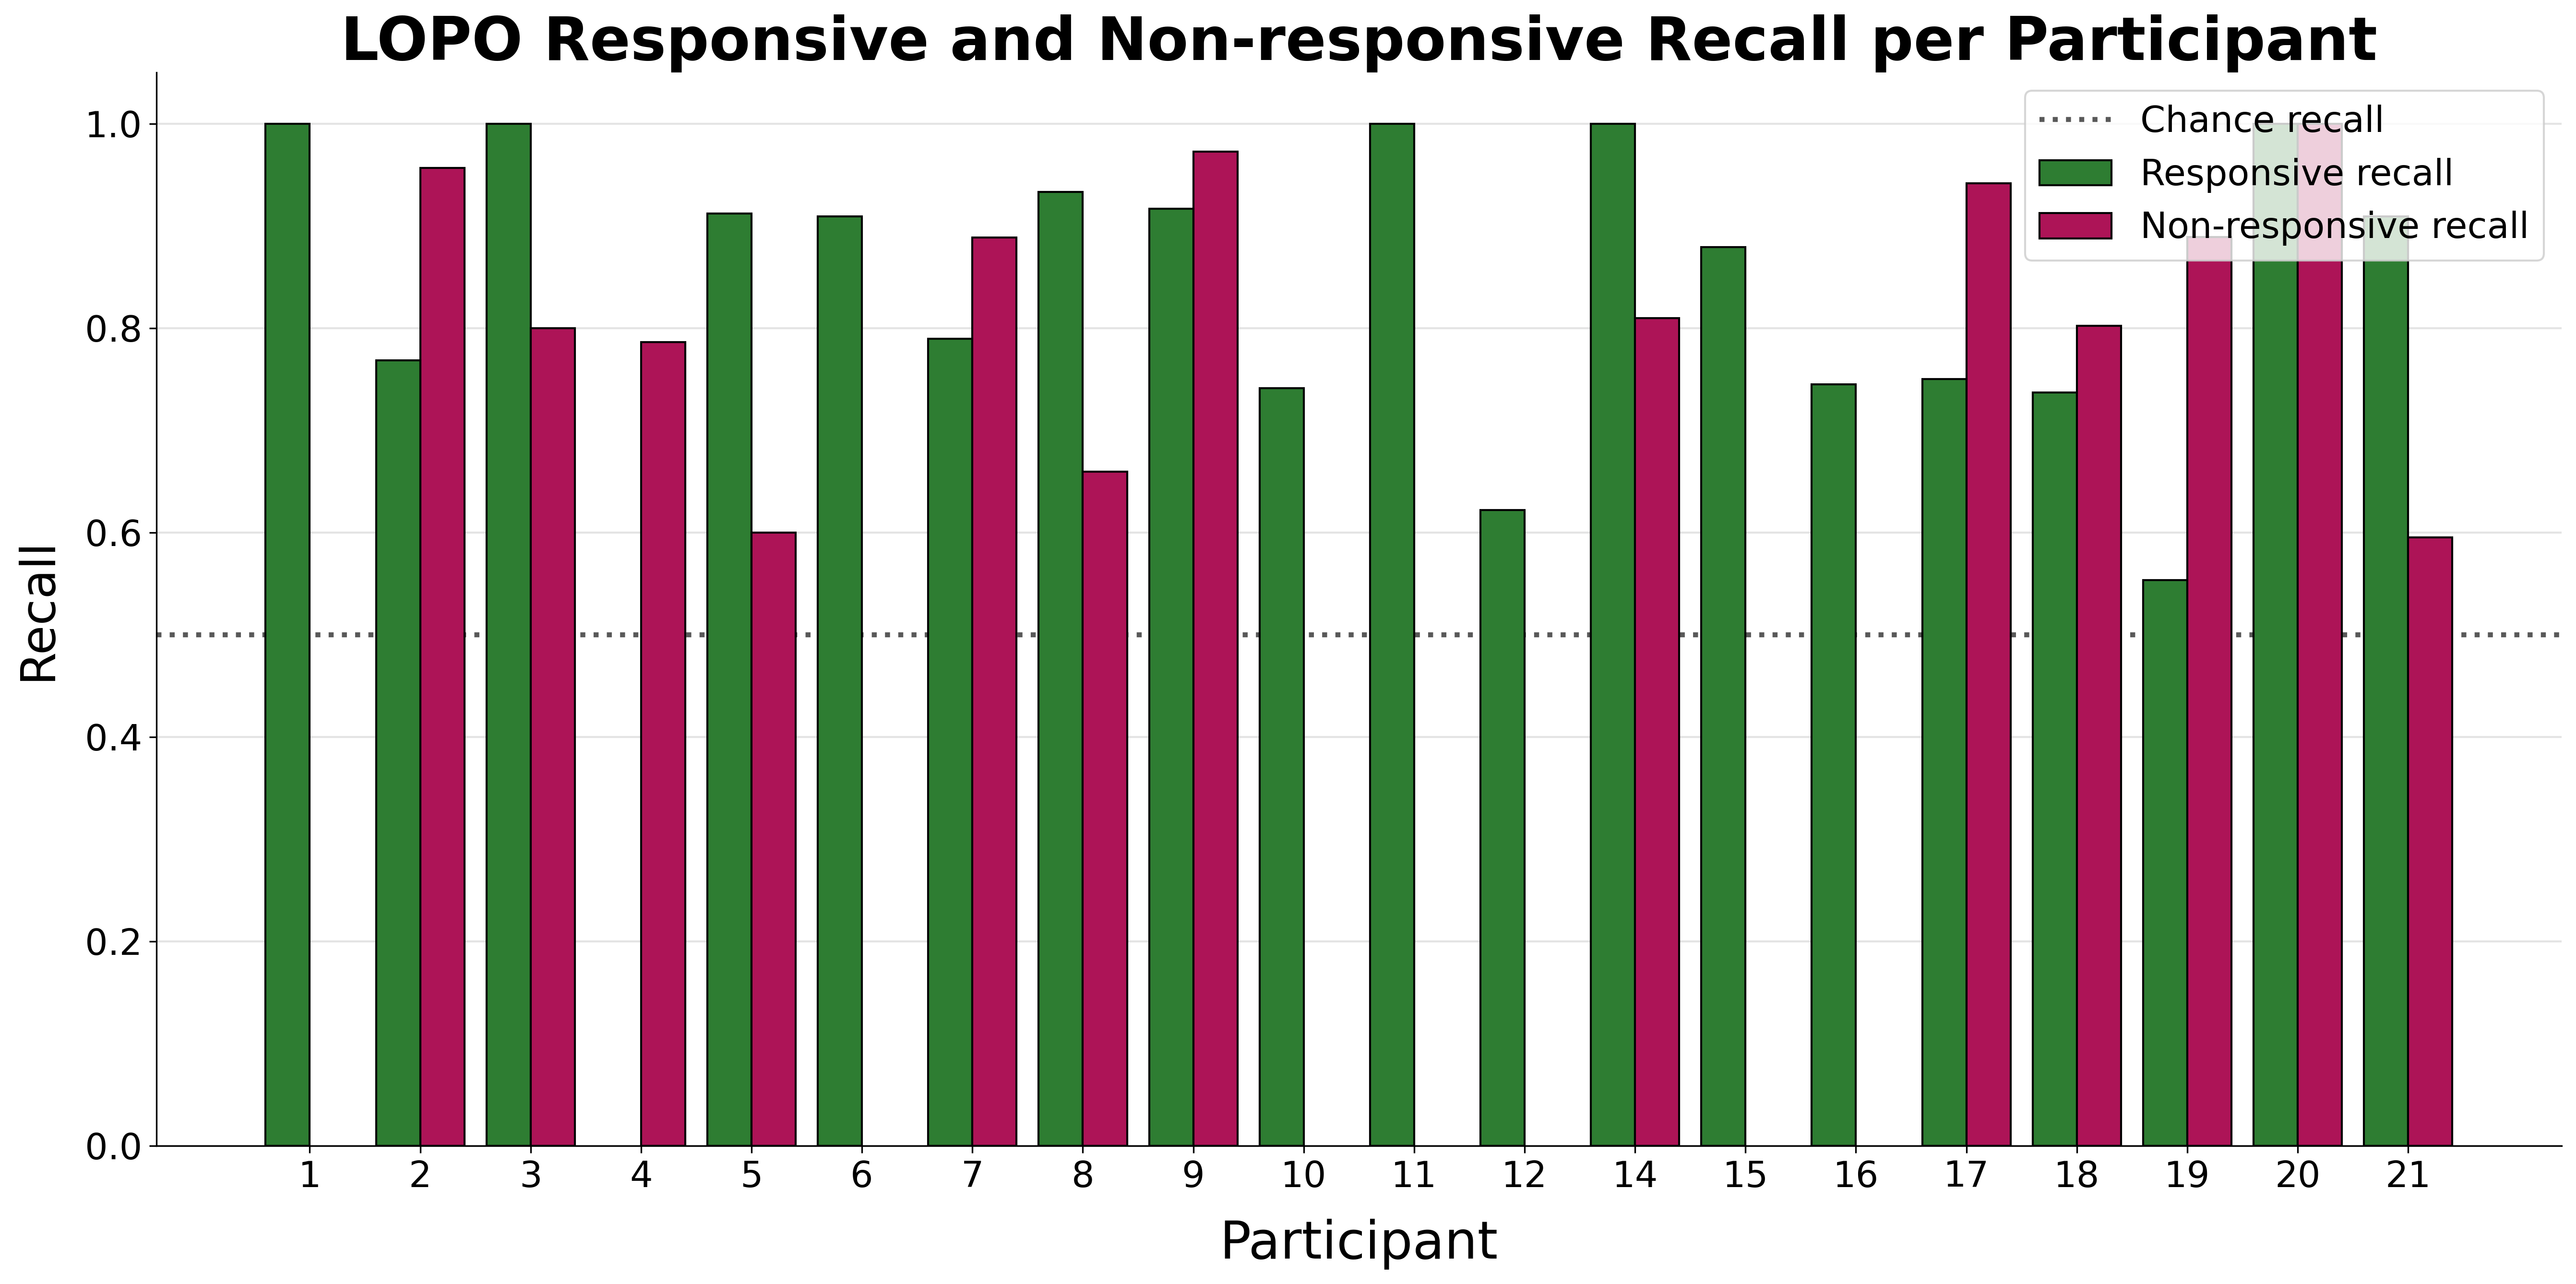 LOPO Responsive and Non-responsive Recall per Participant
Chance recall
Responsive recall
Non-responsive recall
Recall
1.0
0.8
0.6
0.4
0.2
0.0
1 2 3 4 5 6 7 8 9 10 11 12 14 15 16 17 18 19 20 21
Participant